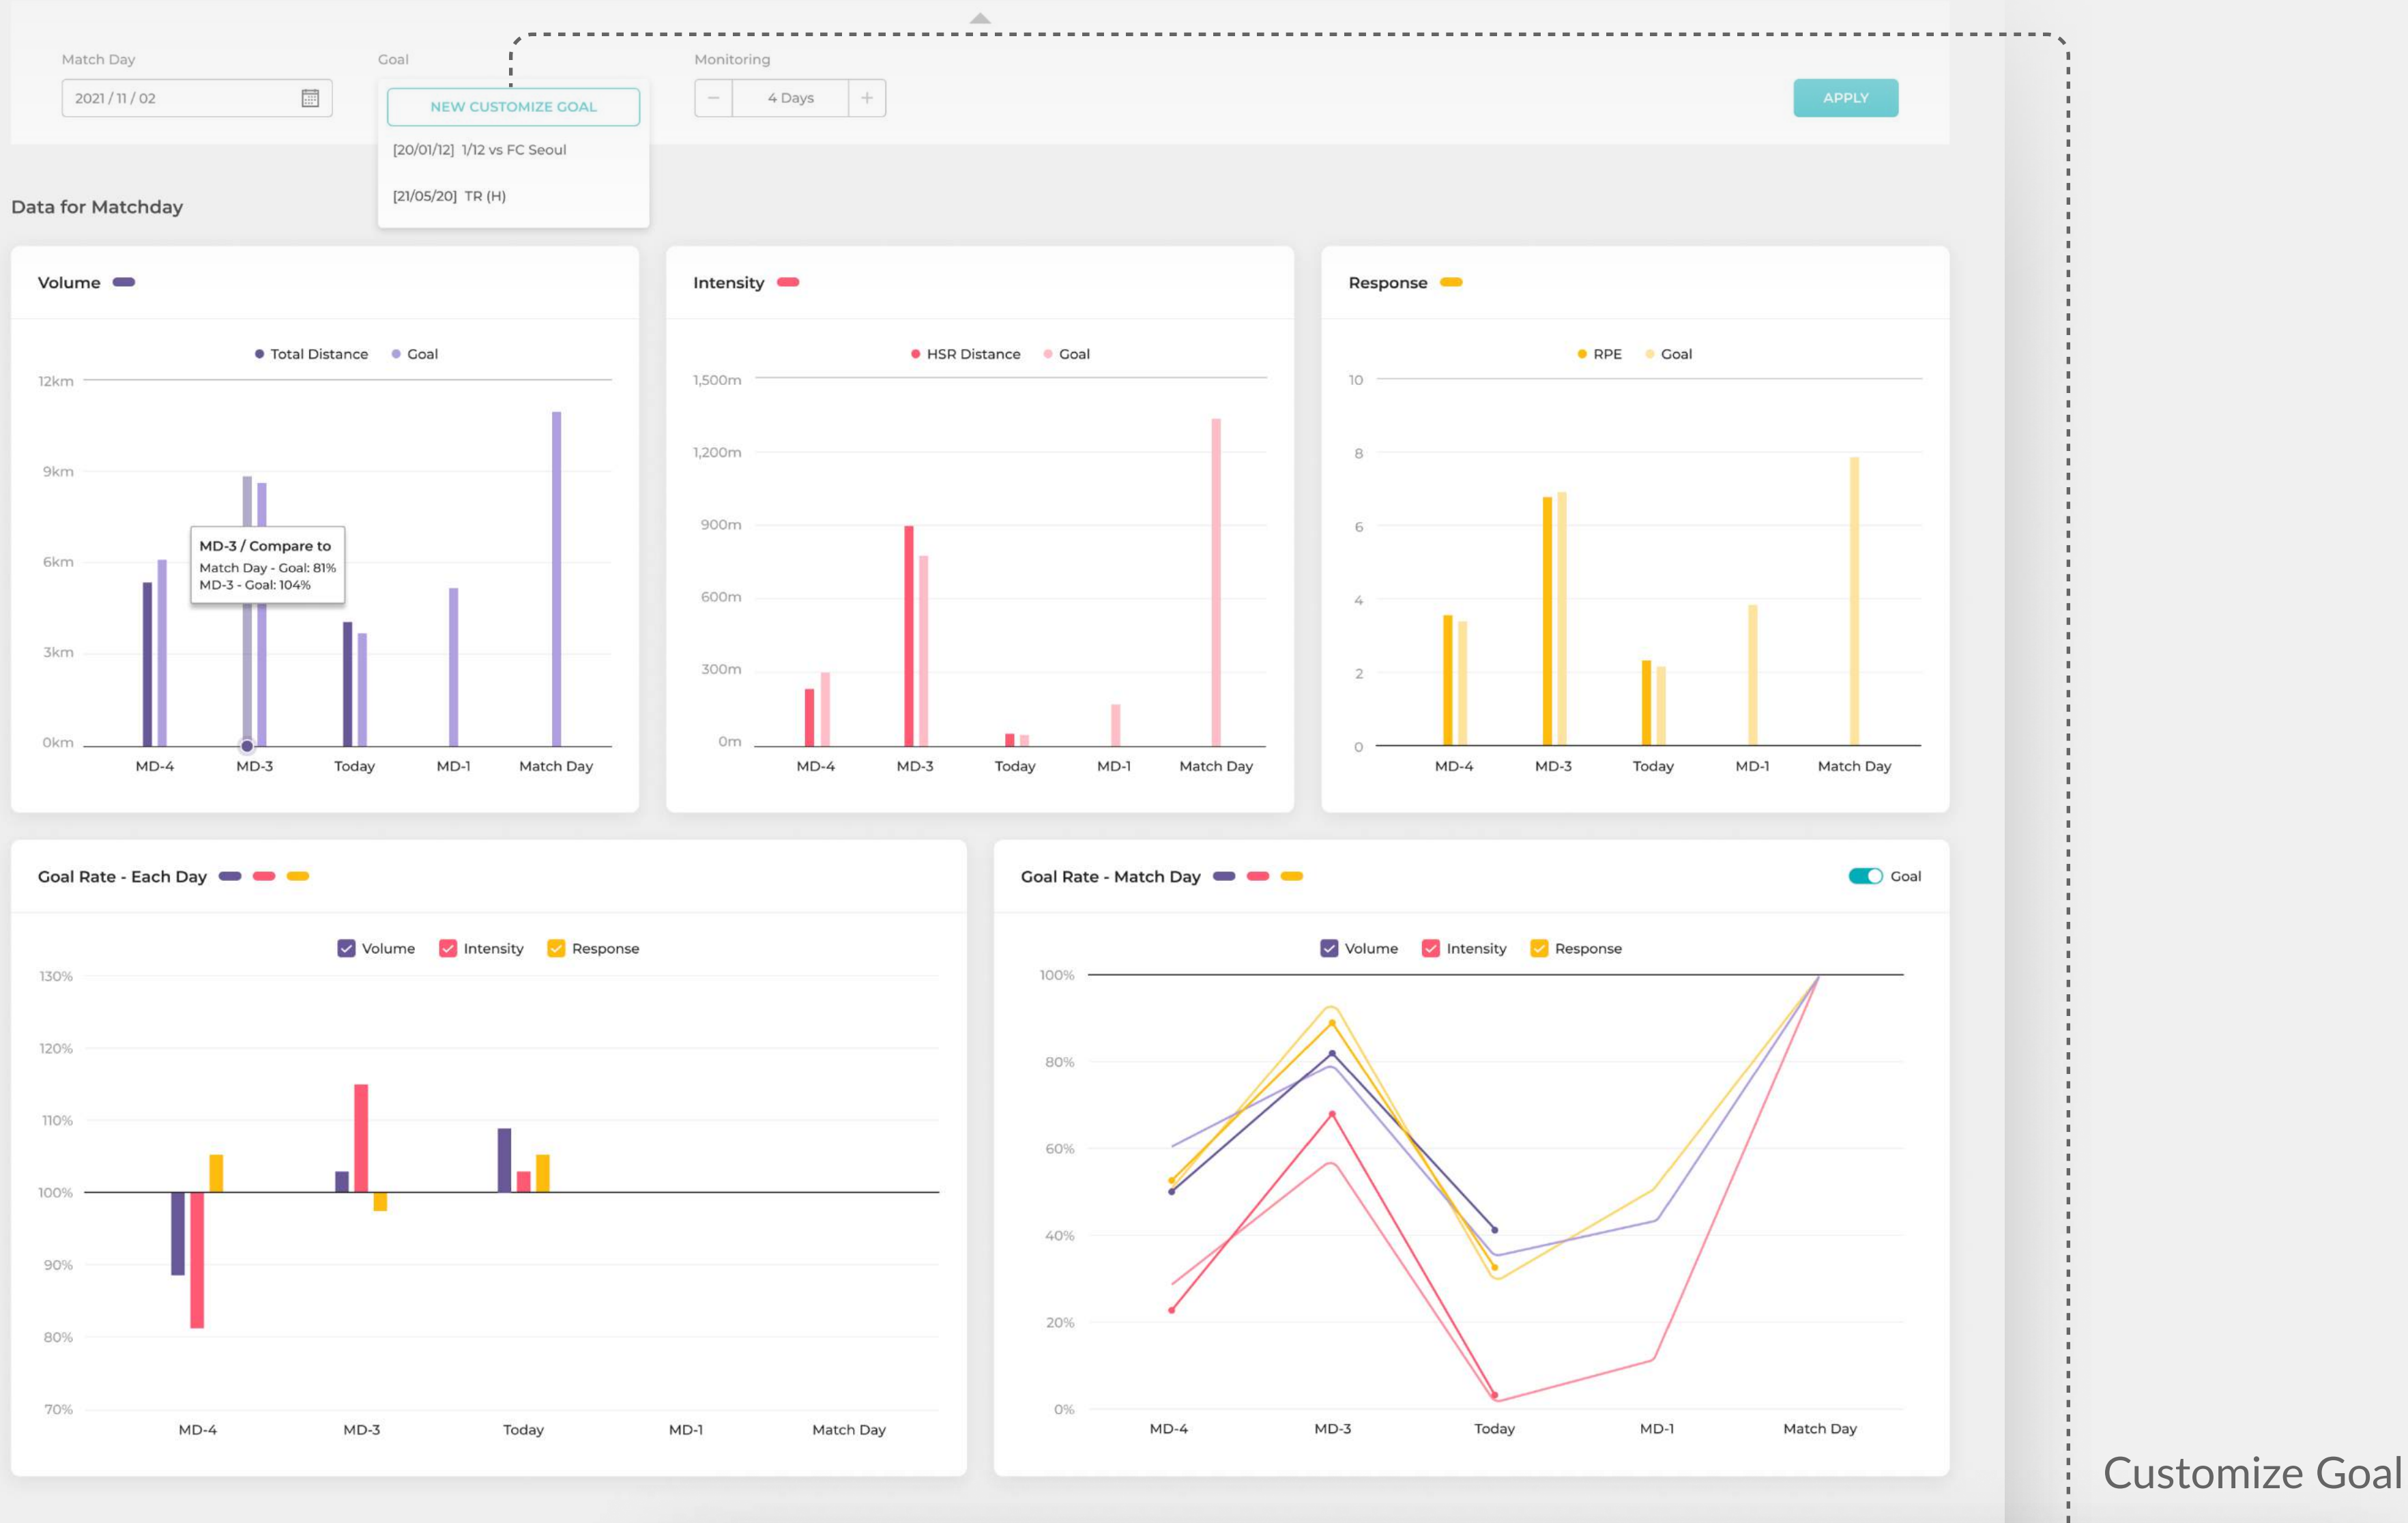 Match Day
Goal
Monitoring
2021 / 11 / 02
NEW CUSTOMIZE GOAL
4 Days
APPLY
[20/01/12] 1/12 vs FC Seoul
[21/05/20] TR (H)
Data for Matchday
Volume
Total Distance Goal
12km
9km
6km
3km
0km
MD-3 / Compare to
Match Day - Goal: 81%
MD-3 - Goal: 104%
MD-4 MD-3 Today MD-1 Match Day
Intensity
HSR Distance Goal
1,500m
1,200m
900m
600m
300m
0m
MD-4 MD-3 Today MD-1 Match Day
Response
RPE Goal
10
8
6
4
2
0
MD-4 MD-3 Today MD-1 Match Day
Goal Rate - Each Day
Volume Intensity Response
130%
120%
110%
100%
90%
80%
70%
MD-4 MD-3 Today MD-1 Match Day
Goal Rate - Match Day
Goal
Volume Intensity Response
100%
80%
60%
40%
20%
0%
MD-4 MD-3 Today MD-1 Match Day
Customize Goal